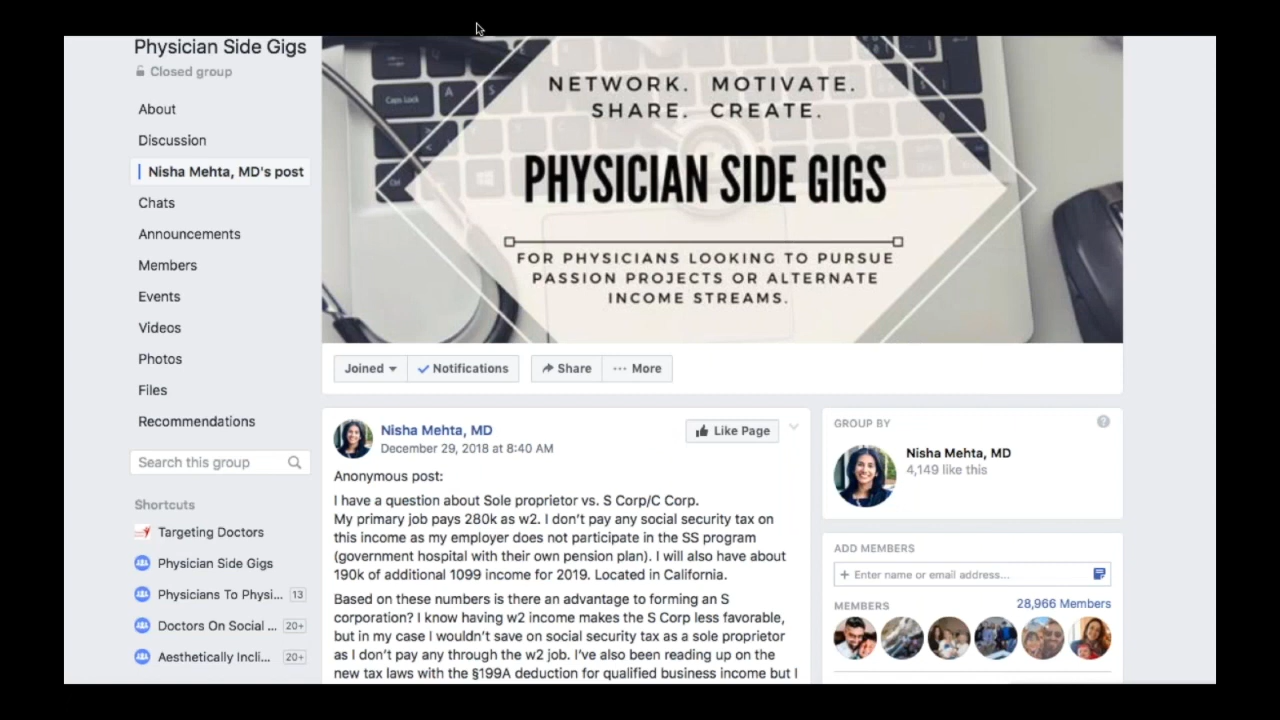 Physician Side Gigs
Closed group
About
Discussion
Nisha Mehta, MD's post
Chats
Announcements
Members
Events
Videos
Photos
Files
Recommendations
Search this group
Shortcuts
Targeting Doctors
Physician Side Gigs
Physicians To Physi... 13
Doctors On Social ... 20+
Aesthetically Incli... 20+
Caps Lock
A
S
Ctrl
NETWORK. MOTIVATE.
SHARE. CREATE.
PHYSICIAN SIDE GIGS
FOR PHYSICIANS LOOKING TO PURSUE
PASSION PROJECTS OR ALTERNATE
INCOME STREAMS.
Joined
Notifications
Share
··· More
Nisha Mehta, MD
December 29, 2018 at 8:40 AM
Like Page
Anonymous post:
I have a question about Sole proprietor vs. S Corp/C Corp.
My primary job pays 280k as w2. I don't pay any social security tax on
this income as my employer does not participate in the SS program
(government hospital with their own pension plan). I will also have about
190k of additional 1099 income for 2019. Located in California.
Based on these numbers is there an advantage to forming an S
corporation? I know having w2 income makes the S Corp less favorable,
but in my case I wouldn't save on social security tax as a sole proprietor
as I don't pay any through the w2 job. I've also been reading up on the
new tax laws with the §199A deduction for qualified business income but I
GROUP BY
?
Nisha Mehta, MD
4,149 like this
ADD MEMBERS
+ Enter name or email address...
MEMBERS
28,966 Members